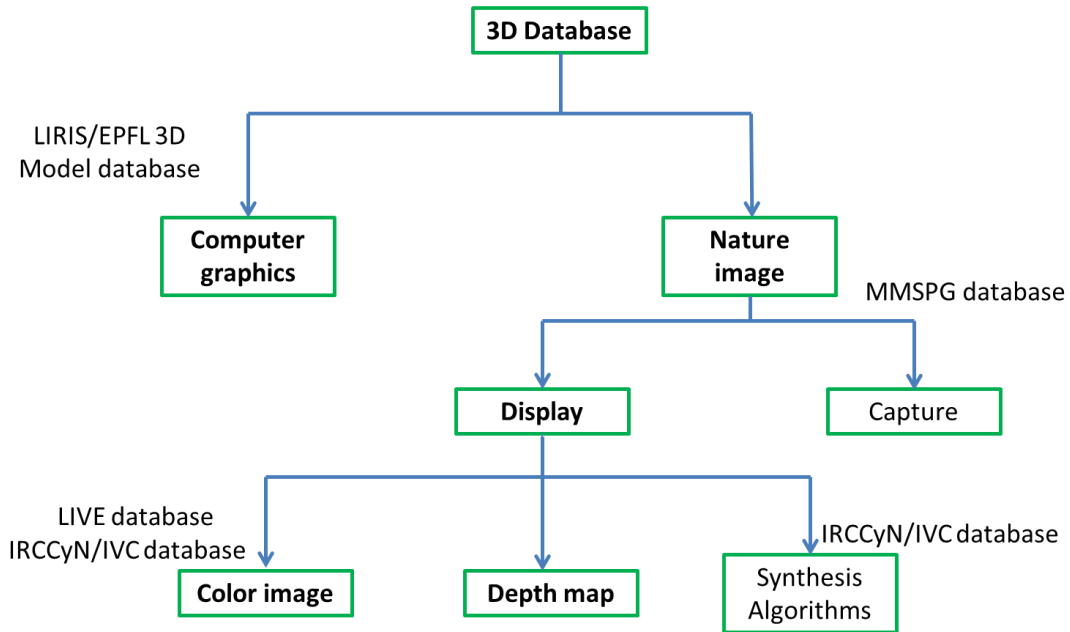 3D Database
LIRIS/EPFL 3D
Model database
Computer
graphics
Nature
image
MMSPG database
Display
Capture
LIVE database
IRCCyN/IVC database
IRCCyN/IVC database
Color image
Depth map
Synthesis
Algorithms